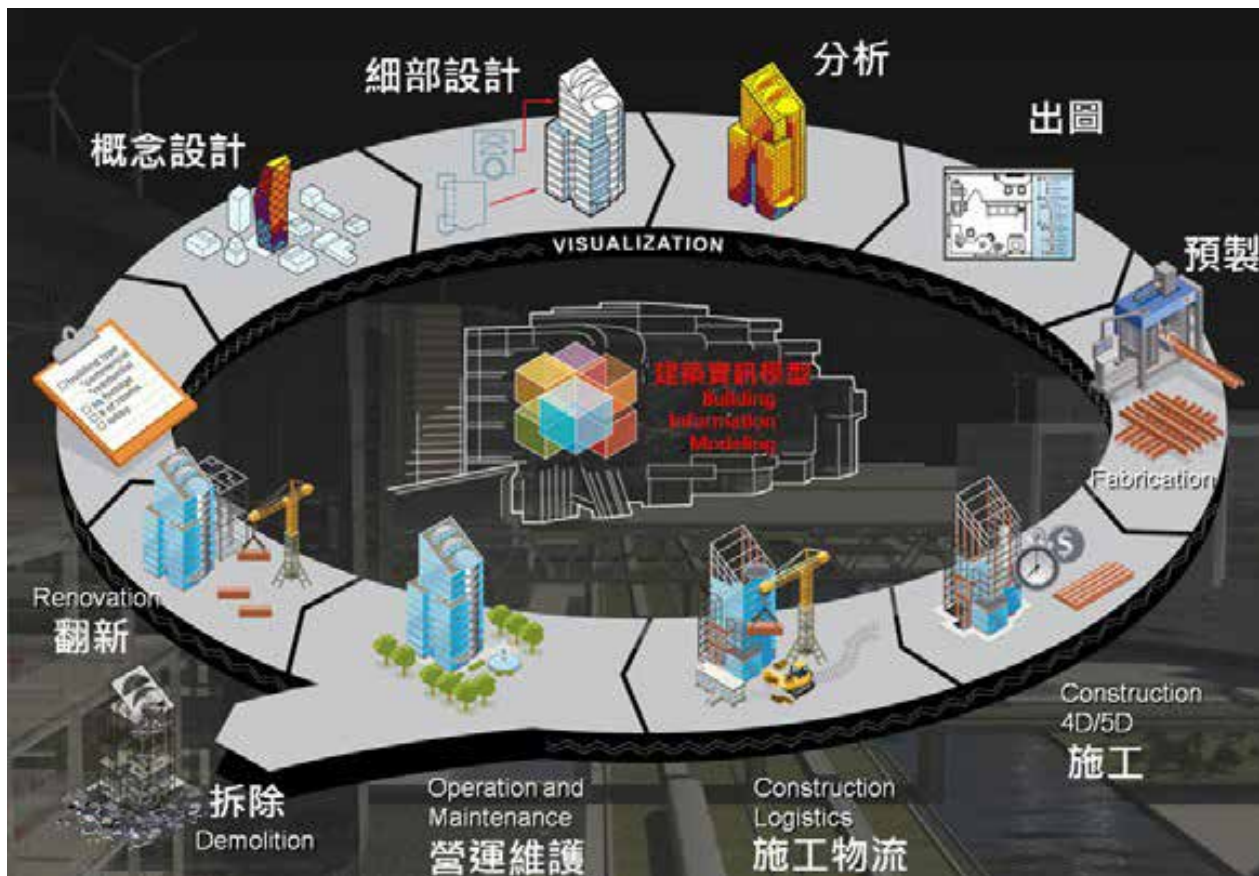 細部設計
分析
概念設計
出圖
預製
VISUALIZATION
建築資訊模型
Building
Information
Modeling
Fabrication
Renovation
翻新
拆除
Demolition
Operation and
Maintenance
營運維護
Construction
Logistics
施工物流
Construction
4D/5D
施工